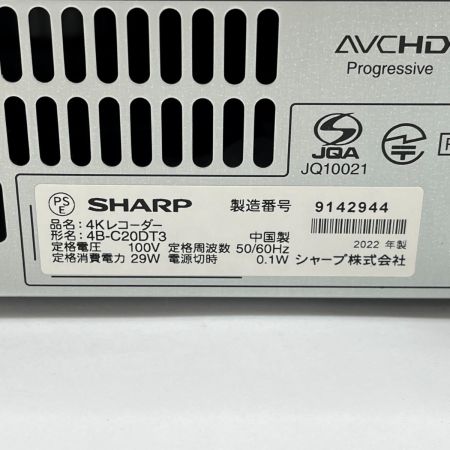 AVCHD
Progressive
JQA
JQ10021
PS
E
SHARP 製造番号 9142944
品名:4Kレコーダー
形名:4B-C20DT3 中国製 2022 年製
定格電圧 100V 定格周波数 50/60Hz
定格消費電力 29W 電源切時 0.1W シャープ株式会社